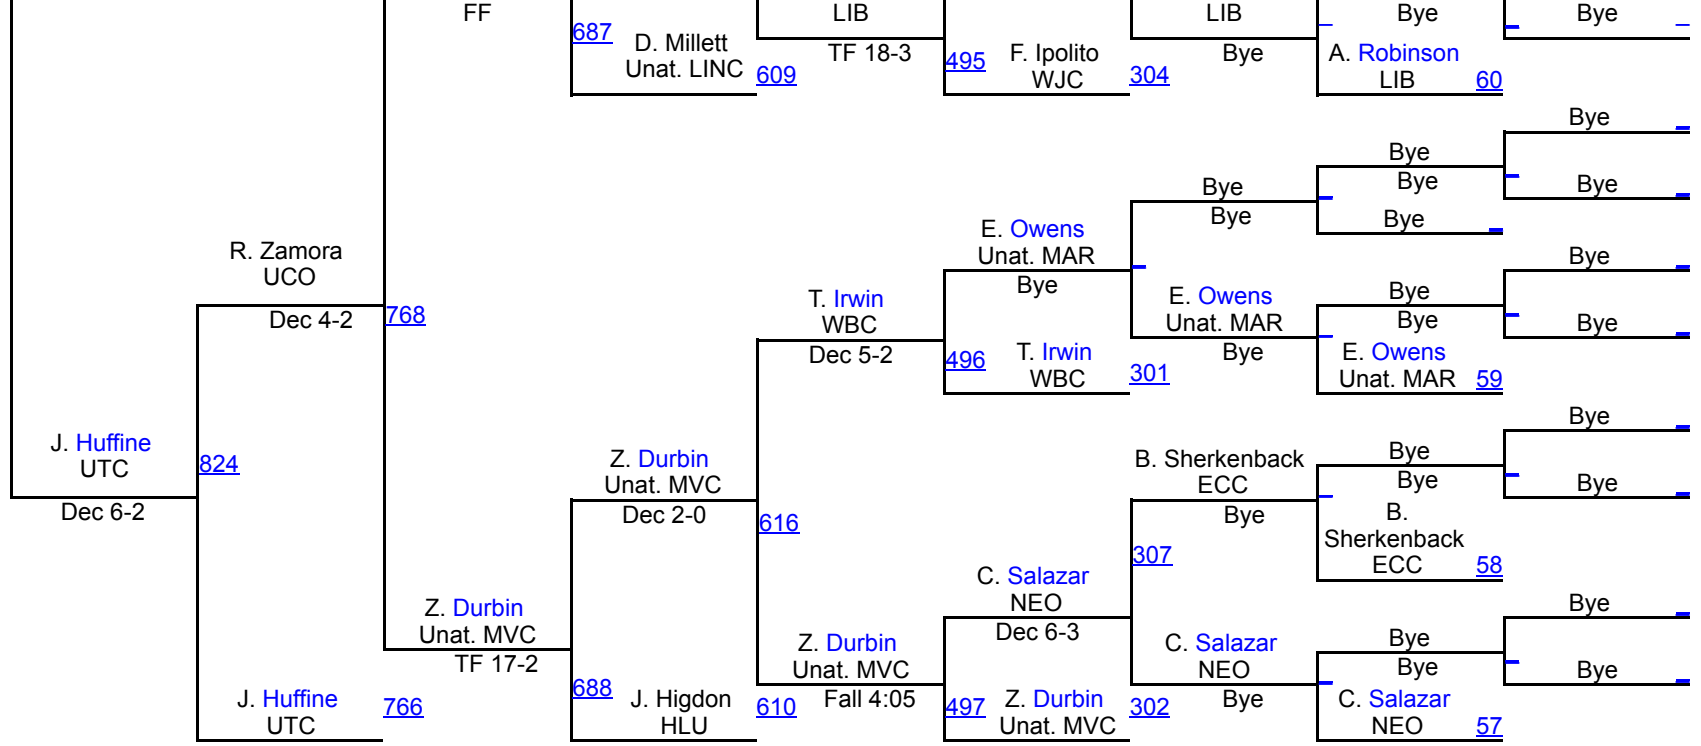 FF
687
D. Millett
Unat. LINC
609
LIB
TF 18-3
495
F. Ipolito
WJC
304
LIB
Bye
Bye
A. Robinson
LIB
60
Bye
Bye
Bye
Bye
Bye
Bye
Bye
Bye
E. Owens
Unat. MAR
Bye
E. Owens
Unat. MAR
Bye
Bye
Bye
Bye
Bye
E. Owens
Unat. MAR
59
R. Zamora
UCO
Dec 4-2
768
T. Irwin
WBC
Dec 5-2
496
T. Irwin
WBC
301
J. Huffine
UTC
Dec 6-2
824
Z. Durbin
Unat. MVC
Dec 2-0
616
B. Sherkenback
ECC
Bye
Bye
Bye
Bye
Bye
B.
Sherkenback
ECC
58
307
C. Salazar
NEO
Dec 6-3
C. Salazar
NEO
Bye
Bye
Bye
Bye
Bye
C. Salazar
NEO
57
Z. Durbin
Unat. MVC
TF 17-2
Z. Durbin
Unat. MVC
Fall 4:05
497
Z. Durbin
Unat. MVC
302
J. Huffine
UTC
766
688
J. Higdon
HLU
610